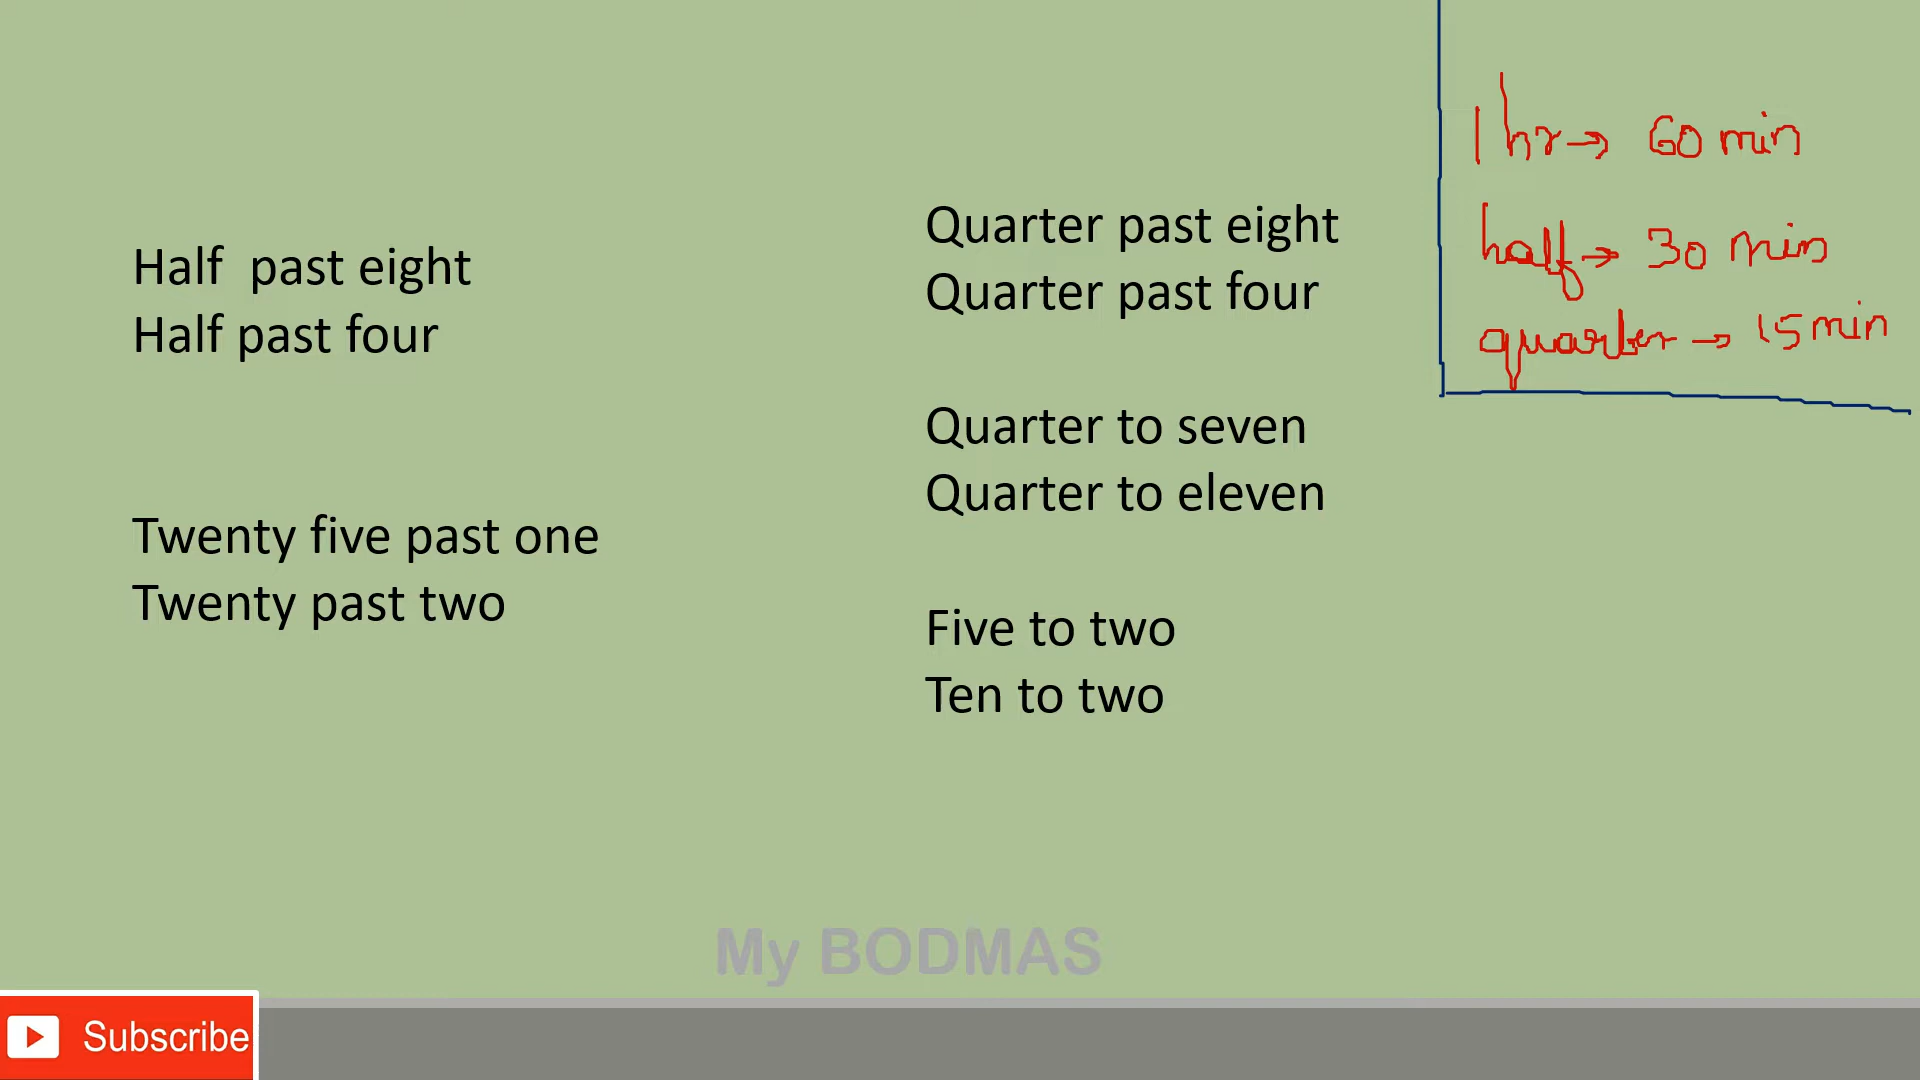 Half  past eight
Half past four
Twenty five past one
Twenty past two
Quarter past eight
Quarter past four
Quarter to seven
Quarter to eleven
Five to two
Ten to two
1 hr → 60 min
half → 30 min
quarter → 15 min
My BODMAS
Subscribe